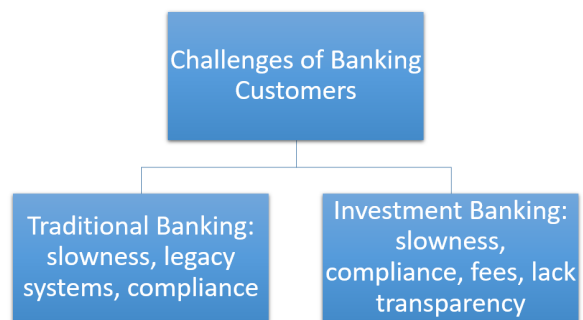 Challenges of Banking
Customers
Traditional Banking:
slowness, legacy
systems, compliance
Investment Banking:
slowness,
compliance, fees, lack
transparency